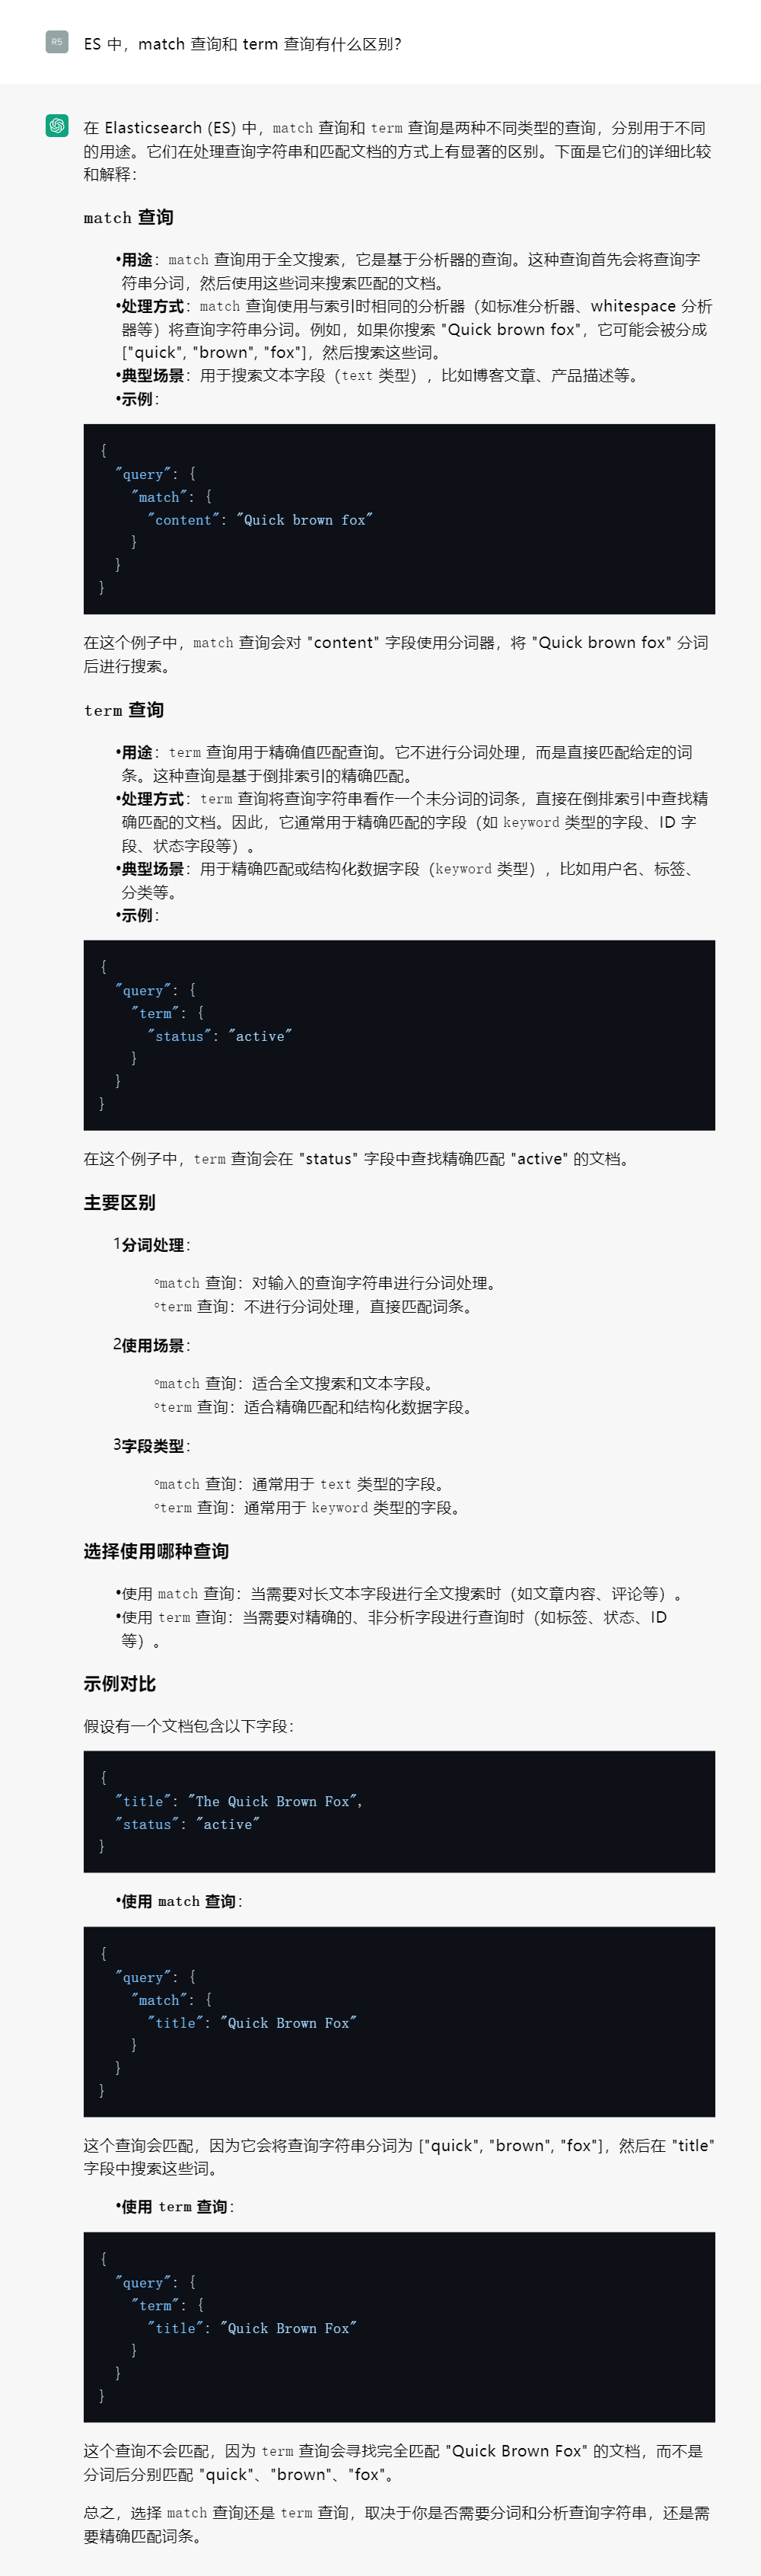 R5
ES 中，match 查询和 term 查询有什么区别？
在 Elasticsearch (ES) 中，match 查询和 term 查询是两种不同类型的查询，分别用于不同
的用途。它们在处理查询字符串和匹配文档的方式上有显著的区别。下面是它们的详细比较
和解释：
match 查询
•用途：match 查询用于全文搜索，它是基于分析器的查询。这种查询首先会将查询字
符串分词，然后使用这些词来搜索匹配的文档。
•处理方式：match 查询使用与索引时相同的分析器（如标准分析器、whitespace 分析
器等）将查询字符串分词。例如，如果你搜索 "Quick brown fox"，它可能会被分成
["quick", "brown", "fox"]，然后搜索这些词。
•典型场景：用于搜索文本字段（text 类型），比如博客文章、产品描述等。
•示例：
{
  "query": {
    "match": {
      "content": "Quick brown fox"
    }
  }
}
在这个例子中，match 查询会对 "content" 字段使用分词器，将 "Quick brown fox" 分词
后进行搜索。
term 查询
•用途：term 查询用于精确值匹配查询。它不进行分词处理，而是直接匹配给定的词
条。这种查询是基于倒排索引的精确匹配。
•处理方式：term 查询将查询字符串看作一个未分词的词条，直接在倒排索引中查找精
确匹配的文档。因此，它通常用于精确匹配的字段（如 keyword 类型的字段、ID 字
段、状态字段等）。
•典型场景：用于精确匹配或结构化数据字段（keyword 类型），比如用户名、标签、
分类等。
•示例：
{
  "query": {
    "term": {
      "status": "active"
    }
  }
}
在这个例子中，term 查询会在 "status" 字段中查找精确匹配 "active" 的文档。
主要区别
1分词处理：
◦match 查询：对输入的查询字符串进行分词处理。
◦term 查询：不进行分词处理，直接匹配词条。
2使用场景：
◦match 查询：适合全文搜索和文本字段。
◦term 查询：适合精确匹配和结构化数据字段。
3字段类型：
◦match 查询：通常用于 text 类型的字段。
◦term 查询：通常用于 keyword 类型的字段。
选择使用哪种查询
•使用 match 查询：当需要对长文本字段进行全文搜索时（如文章内容、评论等）。
•使用 term 查询：当需要对精确的、非分析字段进行查询时（如标签、状态、ID
等）。
示例对比
假设有一个文档包含以下字段：
{
  "title": "The Quick Brown Fox",
  "status": "active"
}
•使用 match 查询：
{
  "query": {
    "match": {
      "title": "Quick Brown Fox"
    }
  }
}
这个查询会匹配，因为它会将查询字符串分词为 ["quick", "brown", "fox"]，然后在 "title"
字段中搜索这些词。
•使用 term 查询：
{
  "query": {
    "term": {
      "title": "Quick Brown Fox"
    }
  }
}
这个查询不会匹配，因为 term 查询会寻找完全匹配 "Quick Brown Fox" 的文档，而不是
分词后分别匹配 "quick"、"brown"、"fox"。
总之，选择 match 查询还是 term 查询，取决于你是否需要分词和分析查询字符串，还是需
要精确匹配词条。